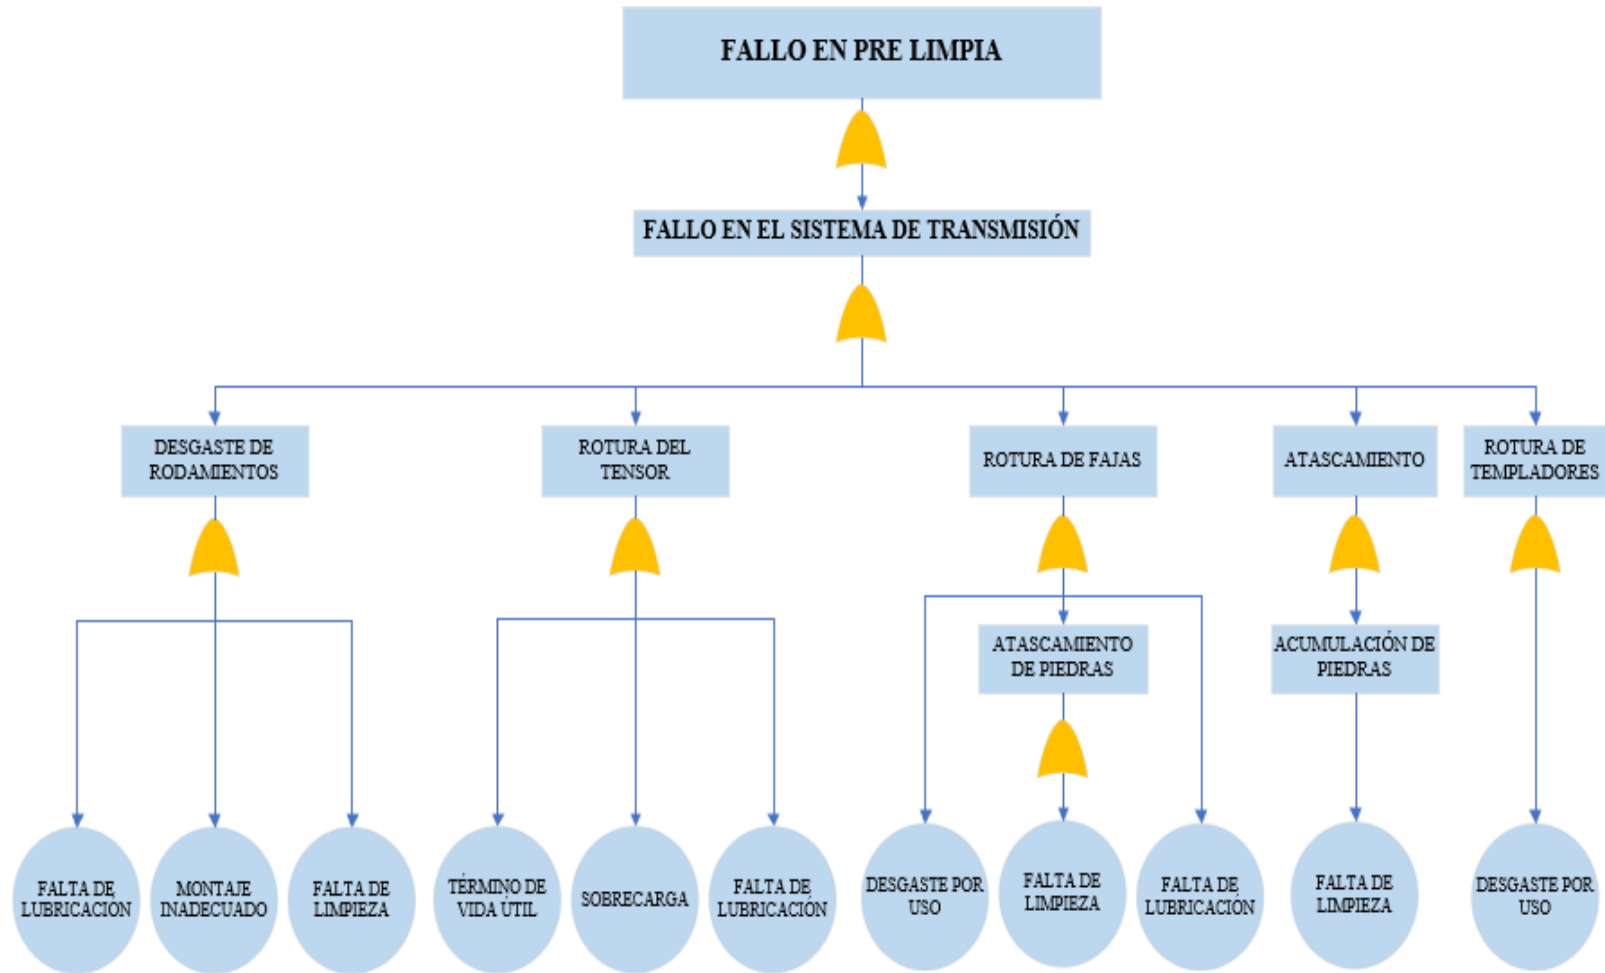 FALLO EN PRE LIMPIA
FALLO EN EL SISTEMA DE TRANSMISIÓN
DESGASTE DE
RODAMIENTOS
ROTURA DEL
TENSOR
ROTURA DE FAJAS
ATASCAMIENTO
ROTURA DE
TEMPLADORES
ATASCAMIENTO
DE PIEDRAS
ACUMULACIÓN DE
PIEDRAS
FALTA DE
LUBRICACIÓN
MONTAJE
INADECUADO
FALTA DE
LIMPIEZA
TÉRMINO DE
VIDA ÚTIL
SOBRECARGA
FALTA DE
LUBRICACIÓN
DESGASTE POR
USO
FALTA DE
LIMPIEZA
FALTA DE
LUBRICACIÓN
FALTA DE
LIMPIEZA
DESGASTE POR
USO